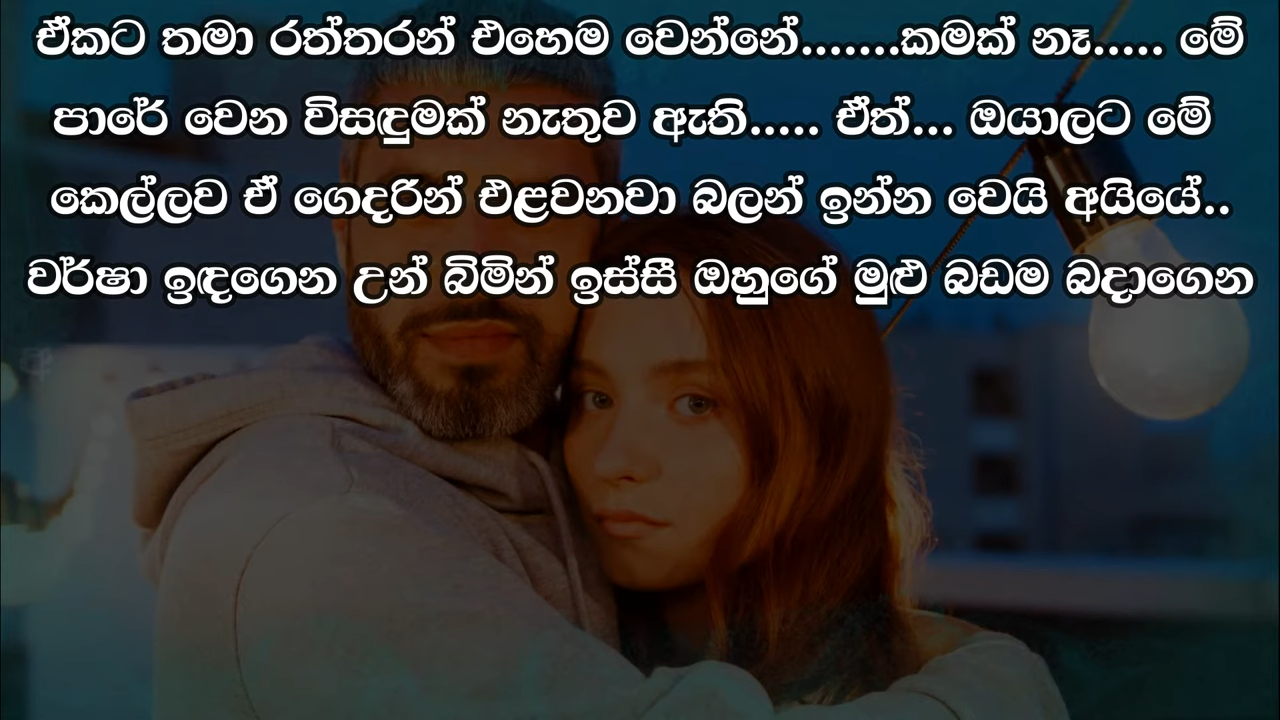 ඒකට තමා රත්තරන් එහෙම වෙන්නේ.......කමක් නෑ..... මේ
පාරේ වෙන විසඳුමක් නැතුව ඇති..... ඒත්... ඔයාලට මේ
කෙල්ලව ඒ ගෙදරින් එළවනවා බලන් ඉන්න වෙයි අයියේ..
වර්ෂා ඉඳගෙන උන් බිමින් ඉස්සී ඔහුගේ මුළු බඩම බදාගෙන